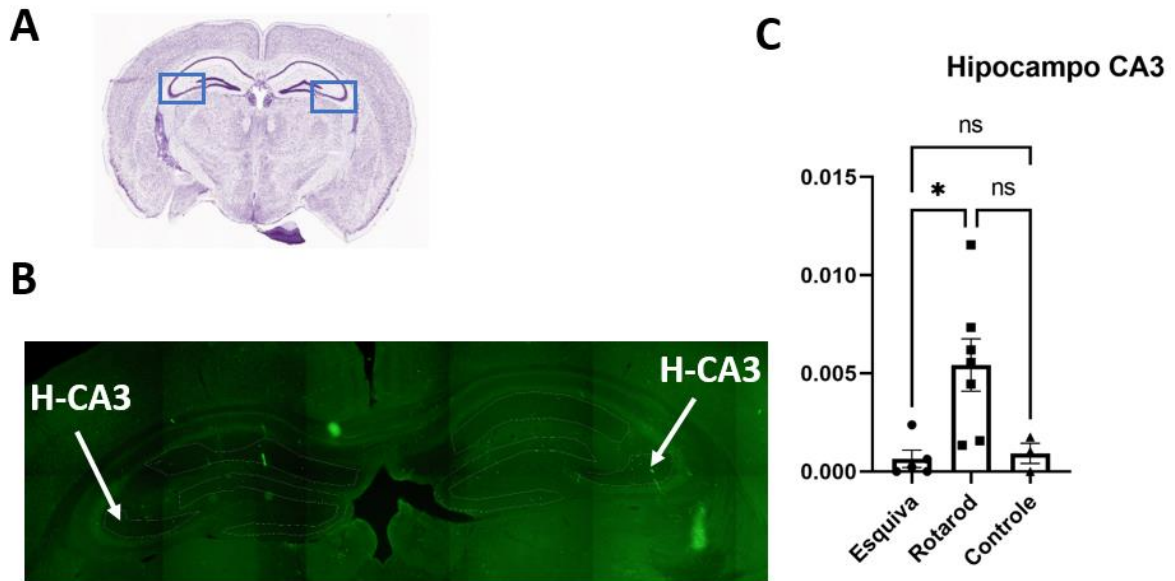 A
B
H-CA3
H-CA3
C
Hipocampo CA3
ns
* ns
0.015
0.010
0.005
0.000
Esquiva
Rotarod
Controle